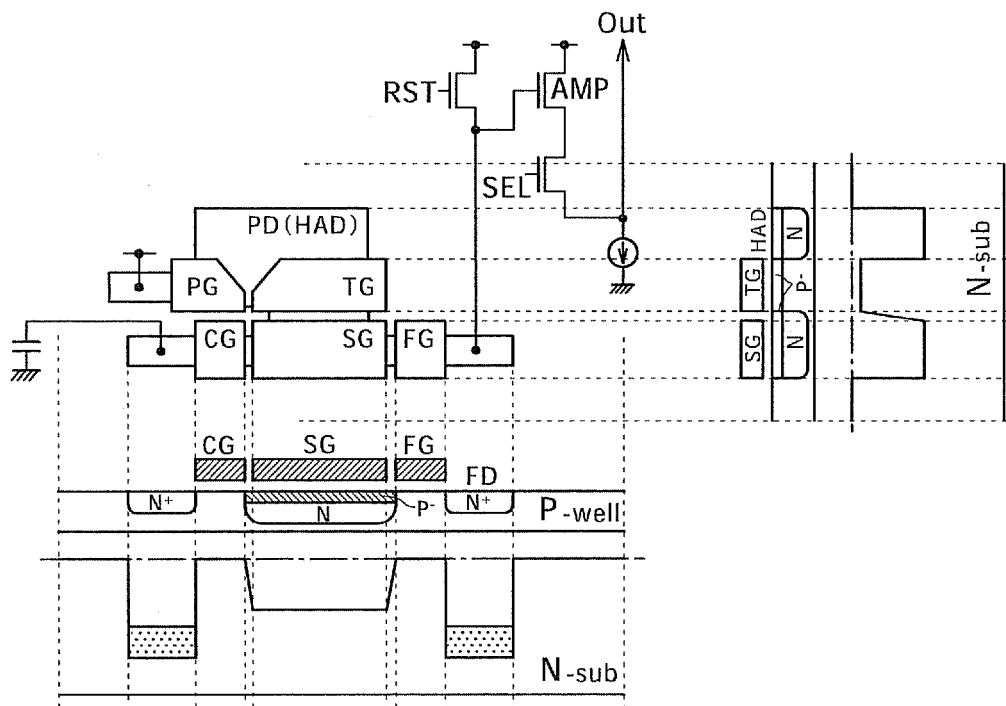 Out
RST
AMP
SEL
PD(HAD)
PG
TG
CG
SG
FG
HAD
N
TG
P-
SG
N
N-sub
CG
SG
FG
FD
N+
N
P-
N+
P-well
N-sub